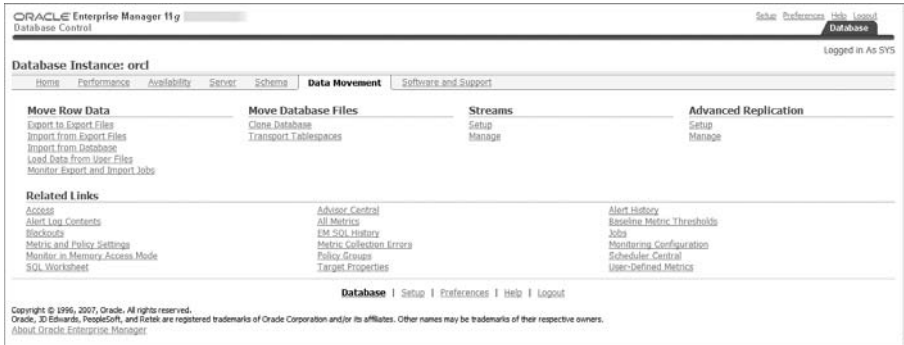 ORACLE Enterprise Manager 11g
Database Control
Setup Preferences Help Logout
Database
Logged in As SYS
Database Instance: orcl
Home Performance Availability Server Schema Data Movement Software and Support
Move Row Data Move Database Files Streams Advanced Replication
Export to Export Files Clone Database Setup Setup
Import from Export Files Transport Tablespaces Manage Manage
Import from Database
Load Data from User Files
Monitor Export and Import Jobs
Related Links
Access Advisor Central Alert History
Alert Log Contents All Metrics Baseline Metric Thresholds
Blackouts EM SQL History Jobs
Metric and Policy Settings Metric Collection Errors Monitoring Configuration
Monitor in Memory Access Mode Policy Groups Scheduler Central
SQL Worksheet Target Properties User-Defined Metrics
Database | Setup | Preferences | Help | Logout
Copyright © 1996, 2007, Oracle. All rights reserved.
Oracle, JD Edwards, PeopleSoft, and Retek are registered trademarks of Oracle Corporation and/or its affiliates. Other names may be trademarks of their respective owners.
About Oracle Enterprise Manager